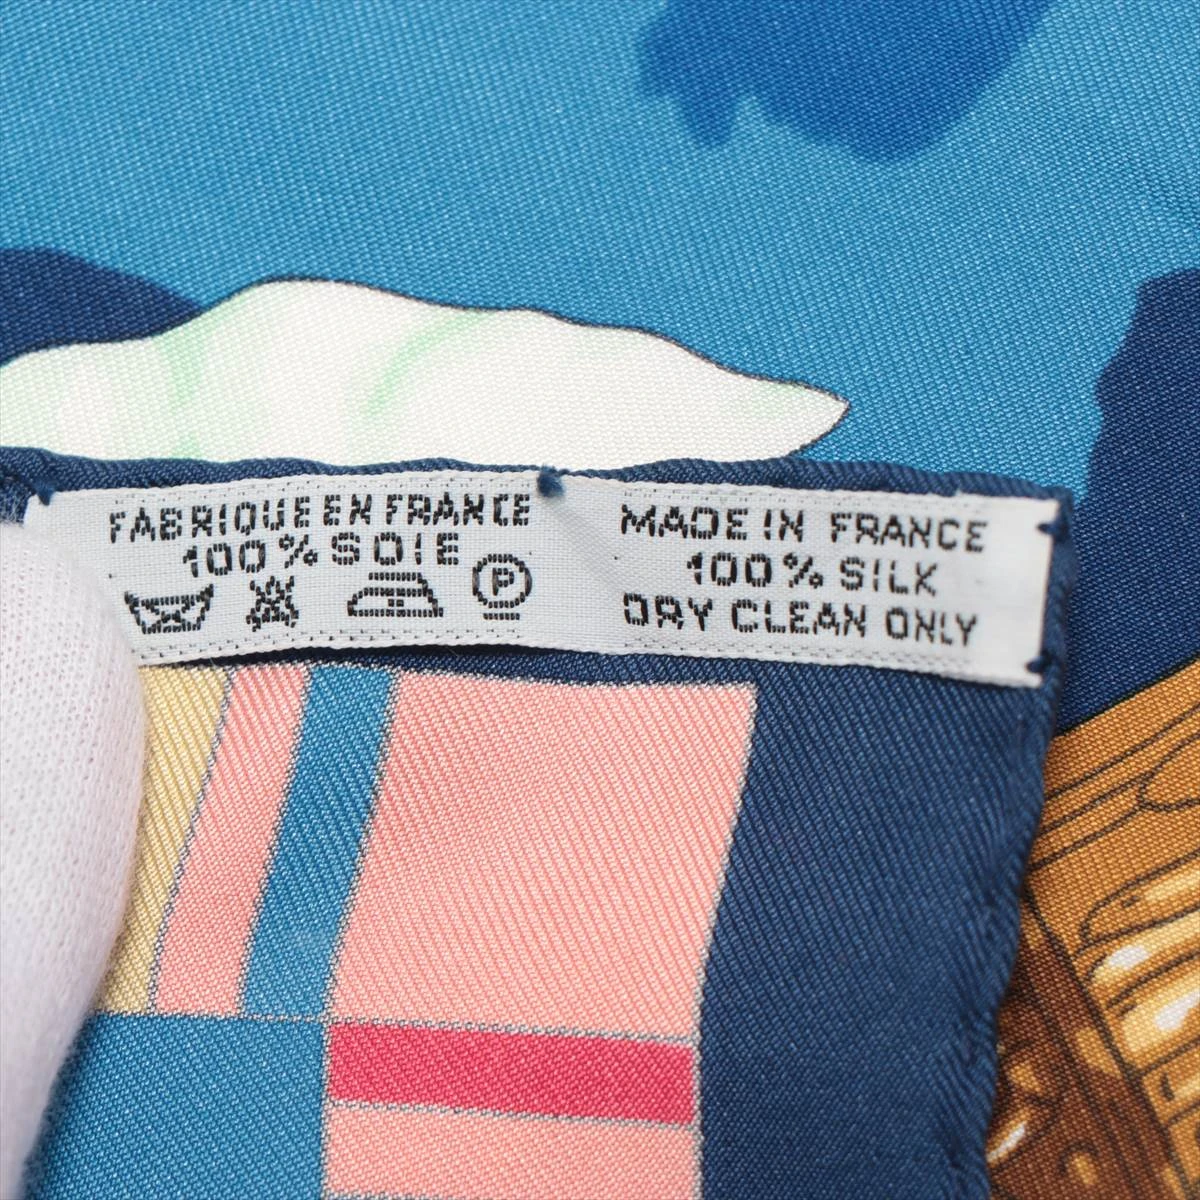 FABRIQUE EN FRANCE
100% SOIE
P
MADE IN FRANCE
100% SILK
DRY CLEAN ONLY